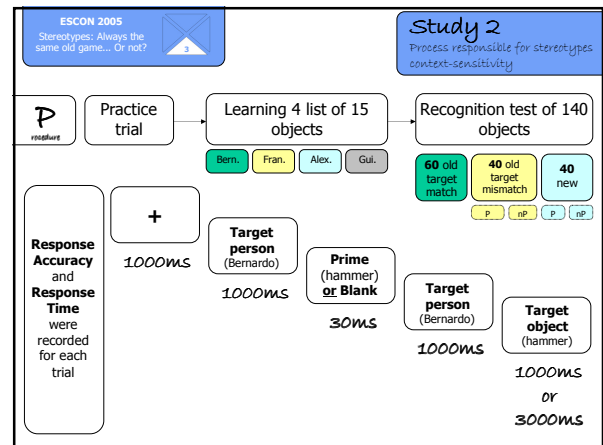 ESCON 2005
Stereotypes: Always the
same old game... Or not?
3
Study 2
Process responsible for stereotypes
context-sensitivity
P
rocedure
Practice
trial
Learning 4 list of 15
objects
Recognition test of 140
objects
Bern.
Fran.
Alex.
Gui.
60 old
target
match
40 old
target
mismatch
40
new
P
nP
P
nP
Response
Accuracy
and
Response
Time
were
recorded
for each
trial
+
1000ms
Target
person
(Bernardo)
1000ms
Prime
(hammer)
or Blank
30ms
Target
person
(Bernardo)
1000ms
Target
object
(hammer)
1000ms
or
3000ms